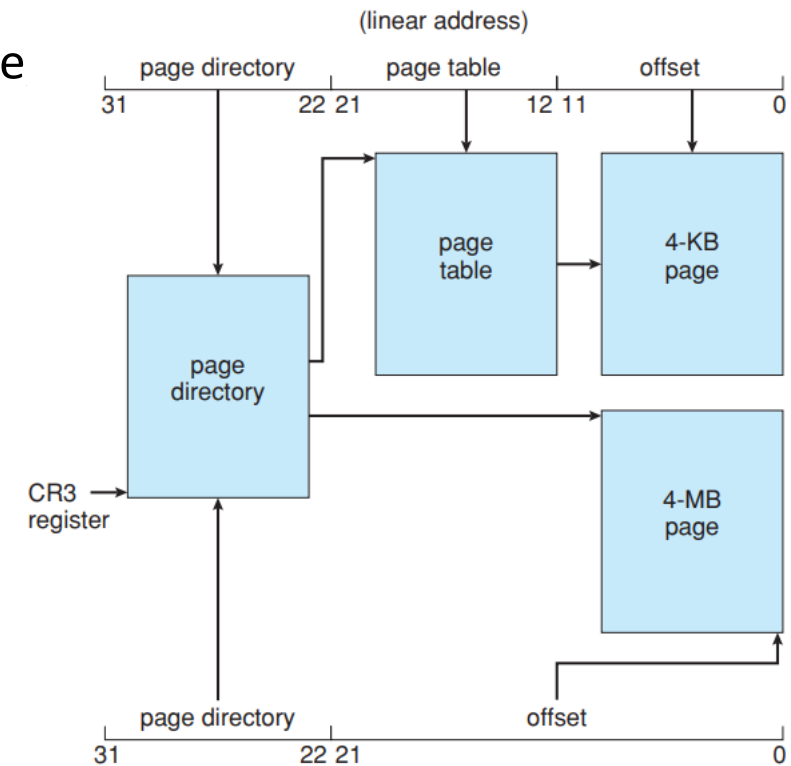 (linear address)
e
page directory page table offset
31 22 21 12 11 0
page
table
4-KB
page
page
directory
CR3
register
4-MB
page
page directory offset
31 22 21 0